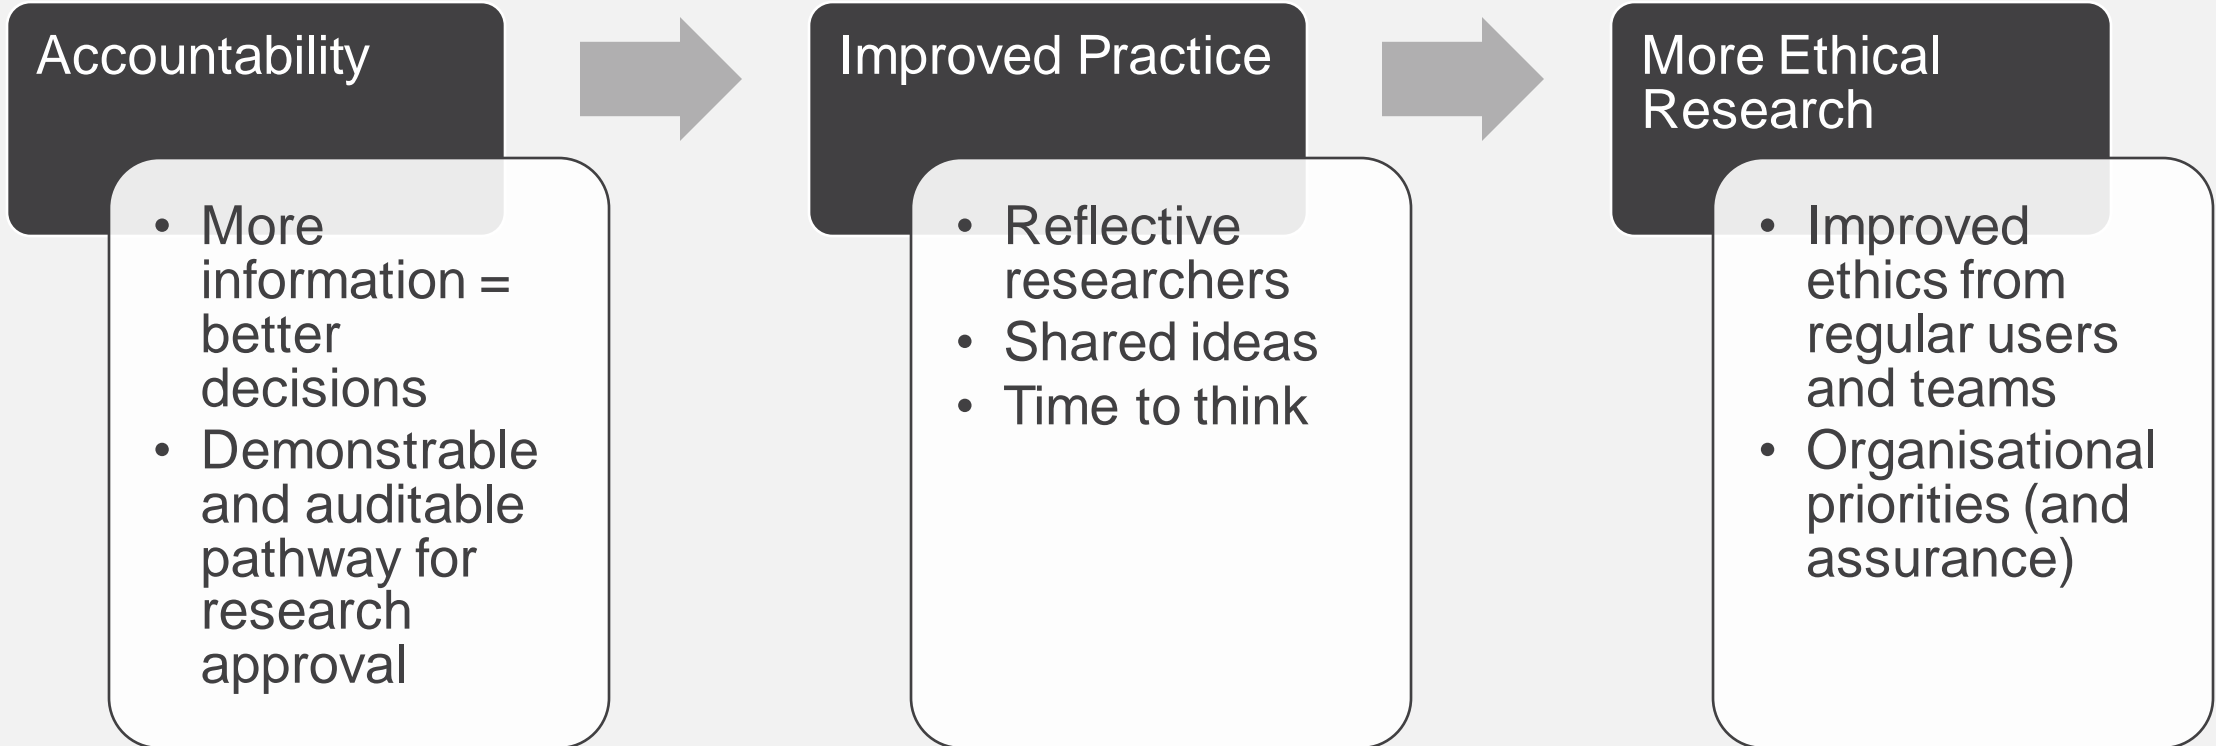 Accountability
• More
information =
better
decisions
• Demonstrable
and auditable
pathway for
research
approval
Improved Practice
• Reflective
researchers
• Shared ideas
• Time to think
More Ethical
Research
• Improved
ethics from
regular users
and teams
• Organisational
priorities (and
assurance)